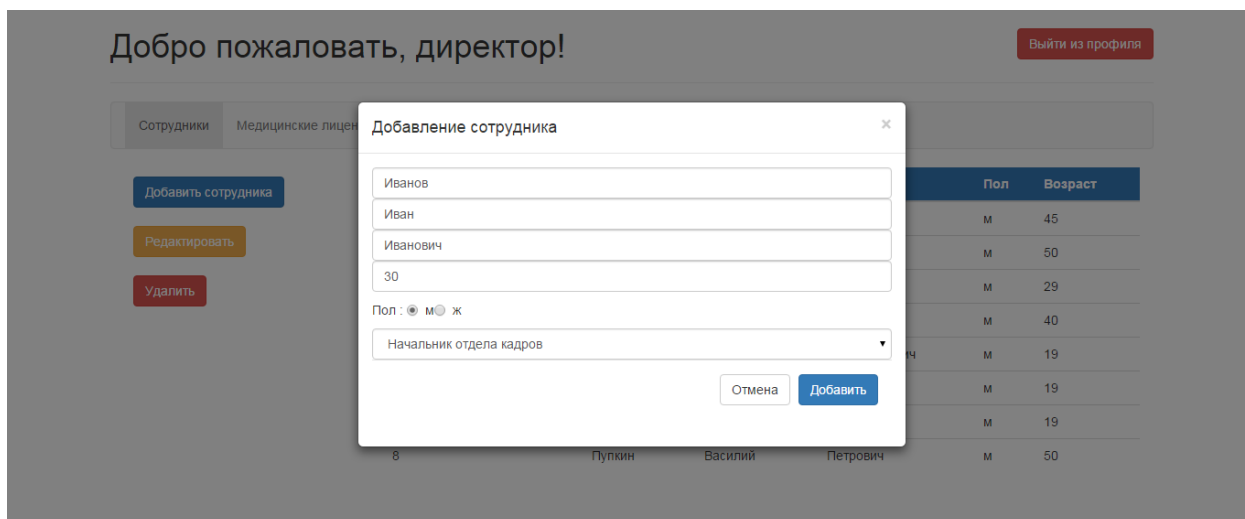 Добро пожаловать, директор!
Выйти из профиля
Сотрудники Медицинские
Добавление сотрудника ×
Добавить сотрудника
Редактировать
Удалить
Иванов
Иван
Иванович
30
Пол : м ж
Начальник отдела кадров
Отмена Добавить
Пол Возраст
м 45
м 50
м 29
м 40
м 19
м 19
м 19
8 Пупкин Василий Петрович м 50